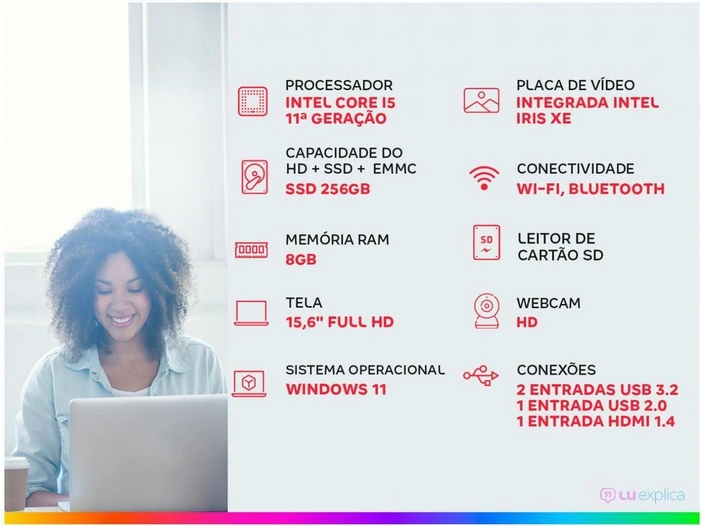 PROCESSADOR
INTEL CORE I5
11ª GERAÇÃO
CAPACIDADE DO
HD + SSD + EMMC
SSD 256GB
MEMÓRIA RAM
8GB
TELA
15,6" FULL HD
SISTEMA OPERACIONAL
WINDOWS 11
PLACA DE VÍDEO
INTEGRADA INTEL
IRIS XE
CONECTIVIDADE
WI-FI, BLUETOOTH
SD
LEITOR DE
CARTÃO SD
WEBCAM
HD
CONEXÕES
2 ENTRADAS USB 3.2
1 ENTRADA USB 2.0
1 ENTRADA HDMI 1.4
LU explica